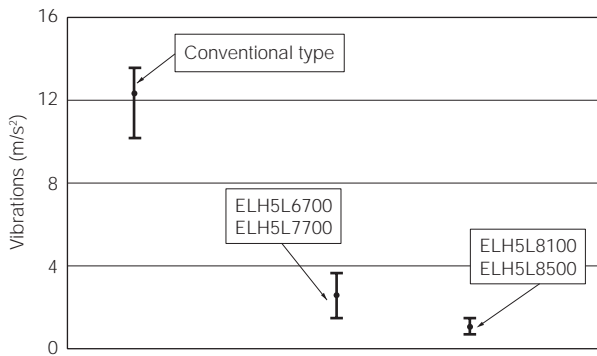 16
Conventional type
12
Vibrations (m/s²)
8
ELH5L6700
ELH5L7700
ELH5L8100
ELH5L8500
4
0